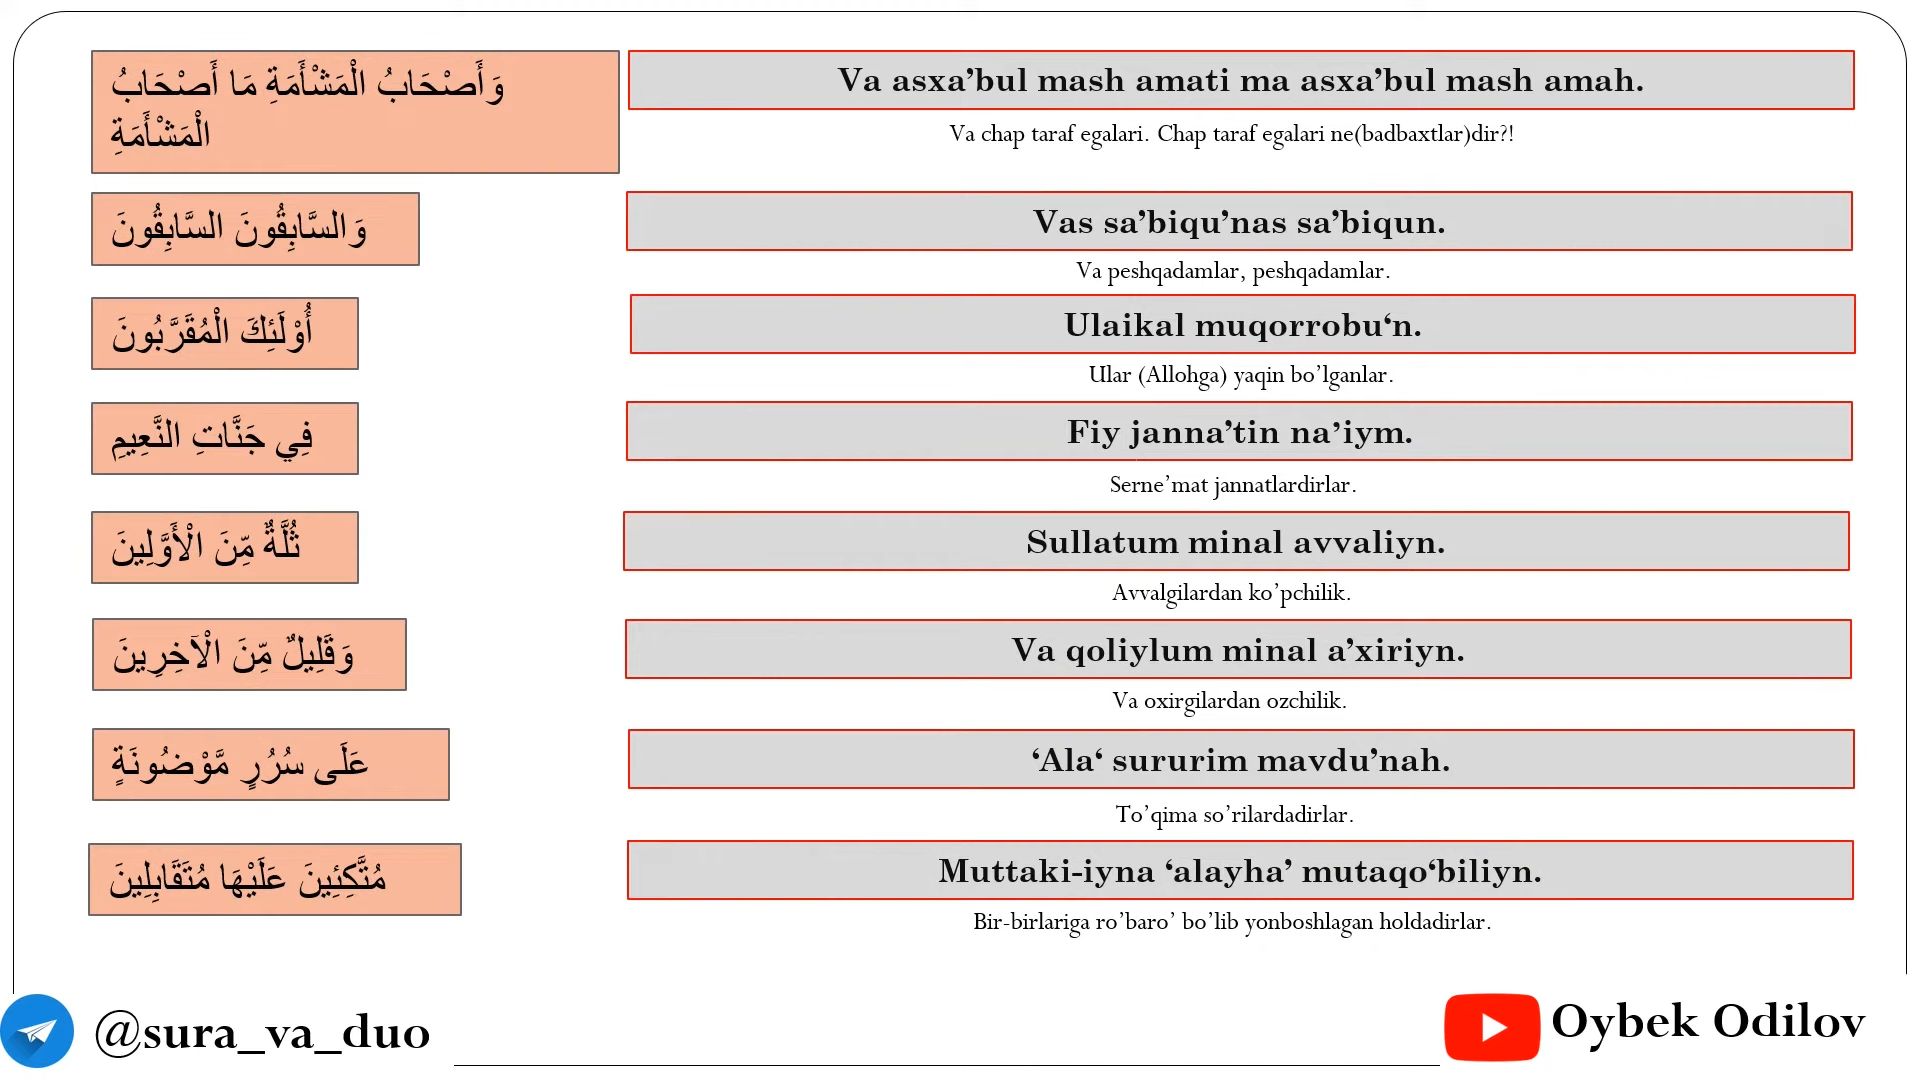 وَأَصْحَابُ الْمَشْأَمَةِ مَا أَصْحَابُ
الْمَشْأَمَةِ
Va asxa’bul mash amati ma asxa’bul mash amah.
Va chap taraf egalari. Chap taraf egalari ne(badbaxtlar)dir?!
وَالسَّابِقُونَ السَّابِقُونَ
Vas sa’biqu’nas sa’biqun.
Va peshqadamlar, peshqadamlar.
أُوْلَئِكَ الْمُقَرَّبُونَ
Ulaikal muqorrobu‘n.
Ular (Allohga) yaqin bo’lganlar.
فِي جَنَّاتِ النَّعِيمِ
Fiy janna’tin na’iym.
Serne’mat jannatlardirlar.
ثُلَّةٌ مِّنَ الْأَوَّلِينَ
Sullatum minal avvaliyn.
Avvalgilardan ko’pchilik.
وَقَلِيلٌ مِّنَ الْآخِرِينَ
Va qoliylum minal a’xiriyn.
Va oxirgilardan ozchilik.
عَلَى سُرُرٍ مَّوْضُونَةٍ
‘Ala‘ sururim mavdu’nah.
To’qima so’rilardadirlar.
مُتَّكِئِينَ عَلَيْهَا مُتَقَابِلِينَ
Muttaki-iyna ‘alayha’ mutaqo‘biliyn.
Bir-birlariga ro’baro’ bo’lib yonboshlagan holdadirlar.
@sura_va_duo
Oybek Odilov